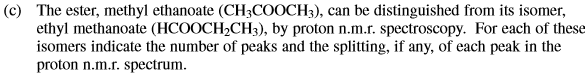 (c) The ester, methyl ethanoate (CH₃COOCH₃), can be distinguished from its isomer,
ethyl methanoate (HCOOCH₂CH₃), by proton n.m.r. spectroscopy. For each of these
isomers indicate the number of peaks and the splitting, if any, of each peak in the
proton n.m.r. spectrum.